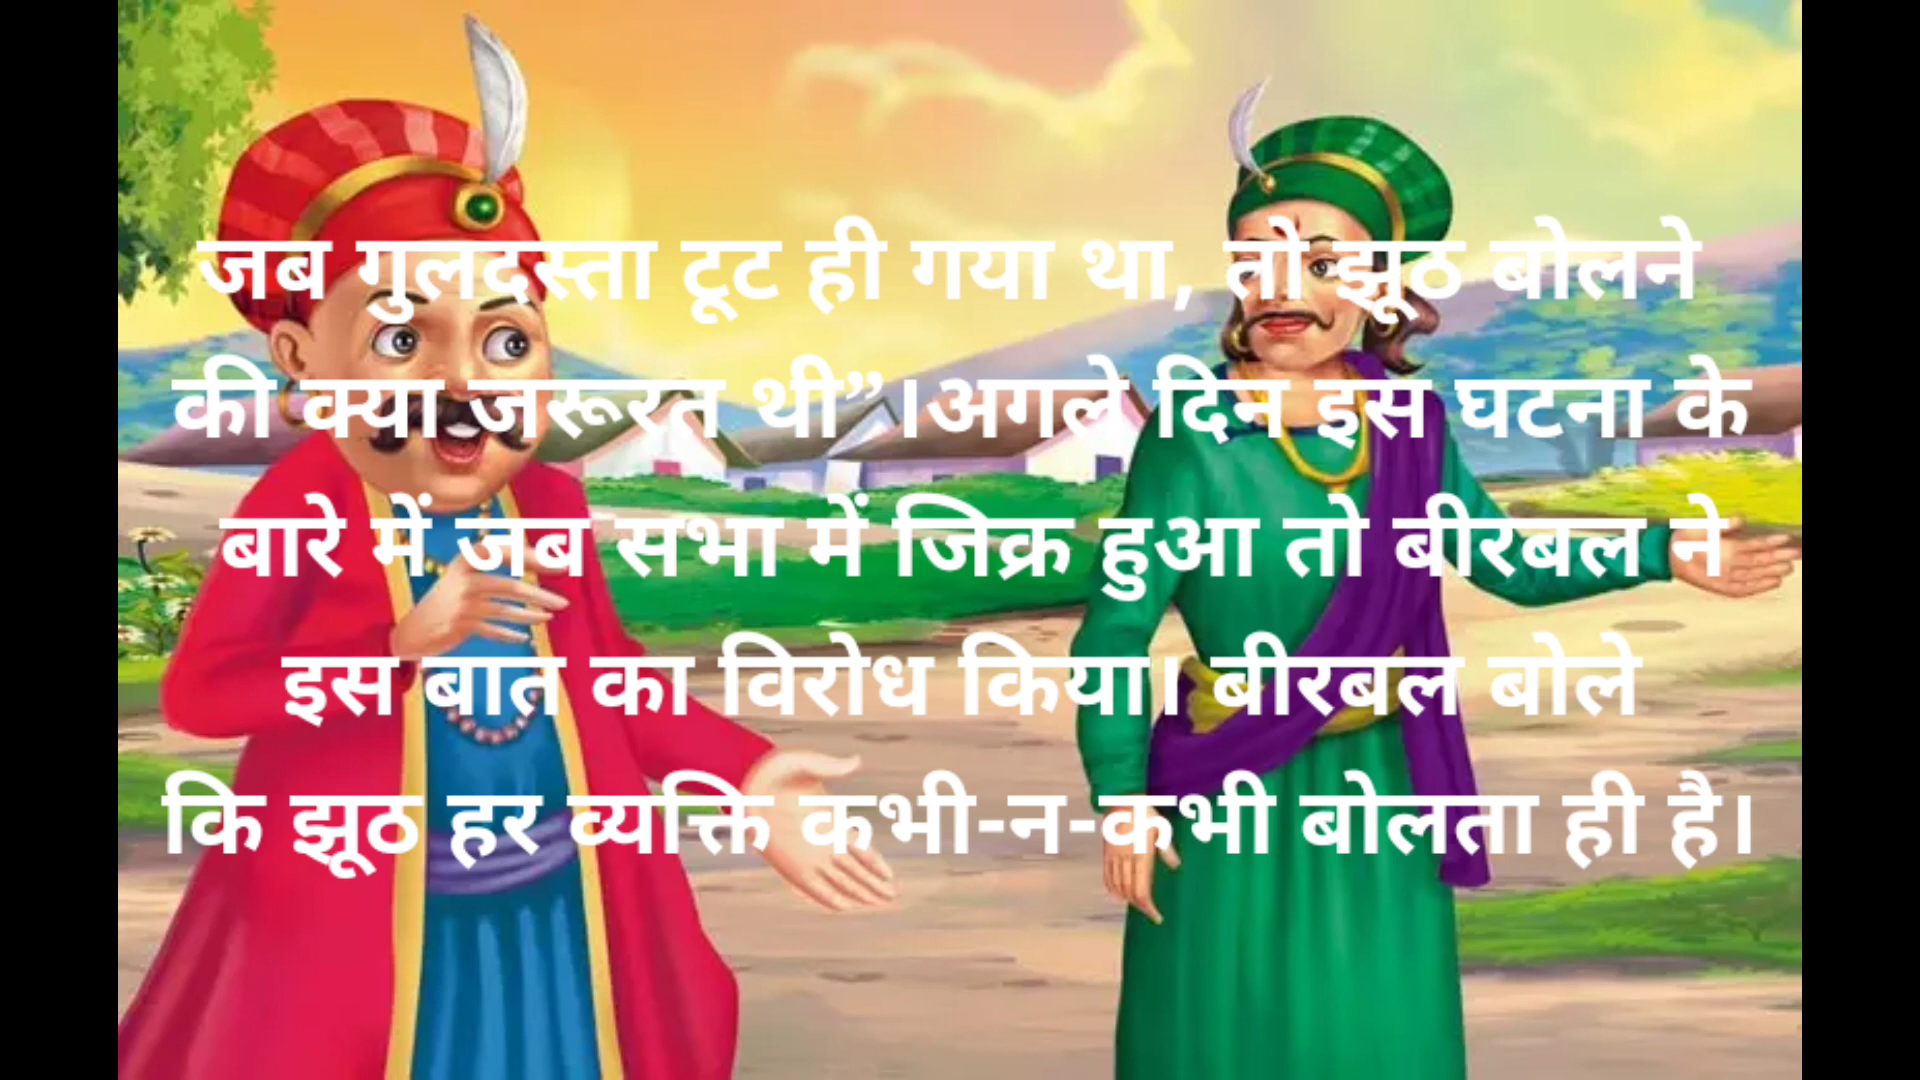 जब गुलदस्ता टूट ही गया था, तो झूठ बोलने
की क्या जरूरत थी”।अगले दिन इस घटना के
बारे में जब सभा में जिक्र हुआ तो बीरबल ने
इस बात का विरोध किया। बीरबल बोले
कि झूठ हर व्यक्ति कभी-न-कभी बोलता ही है।